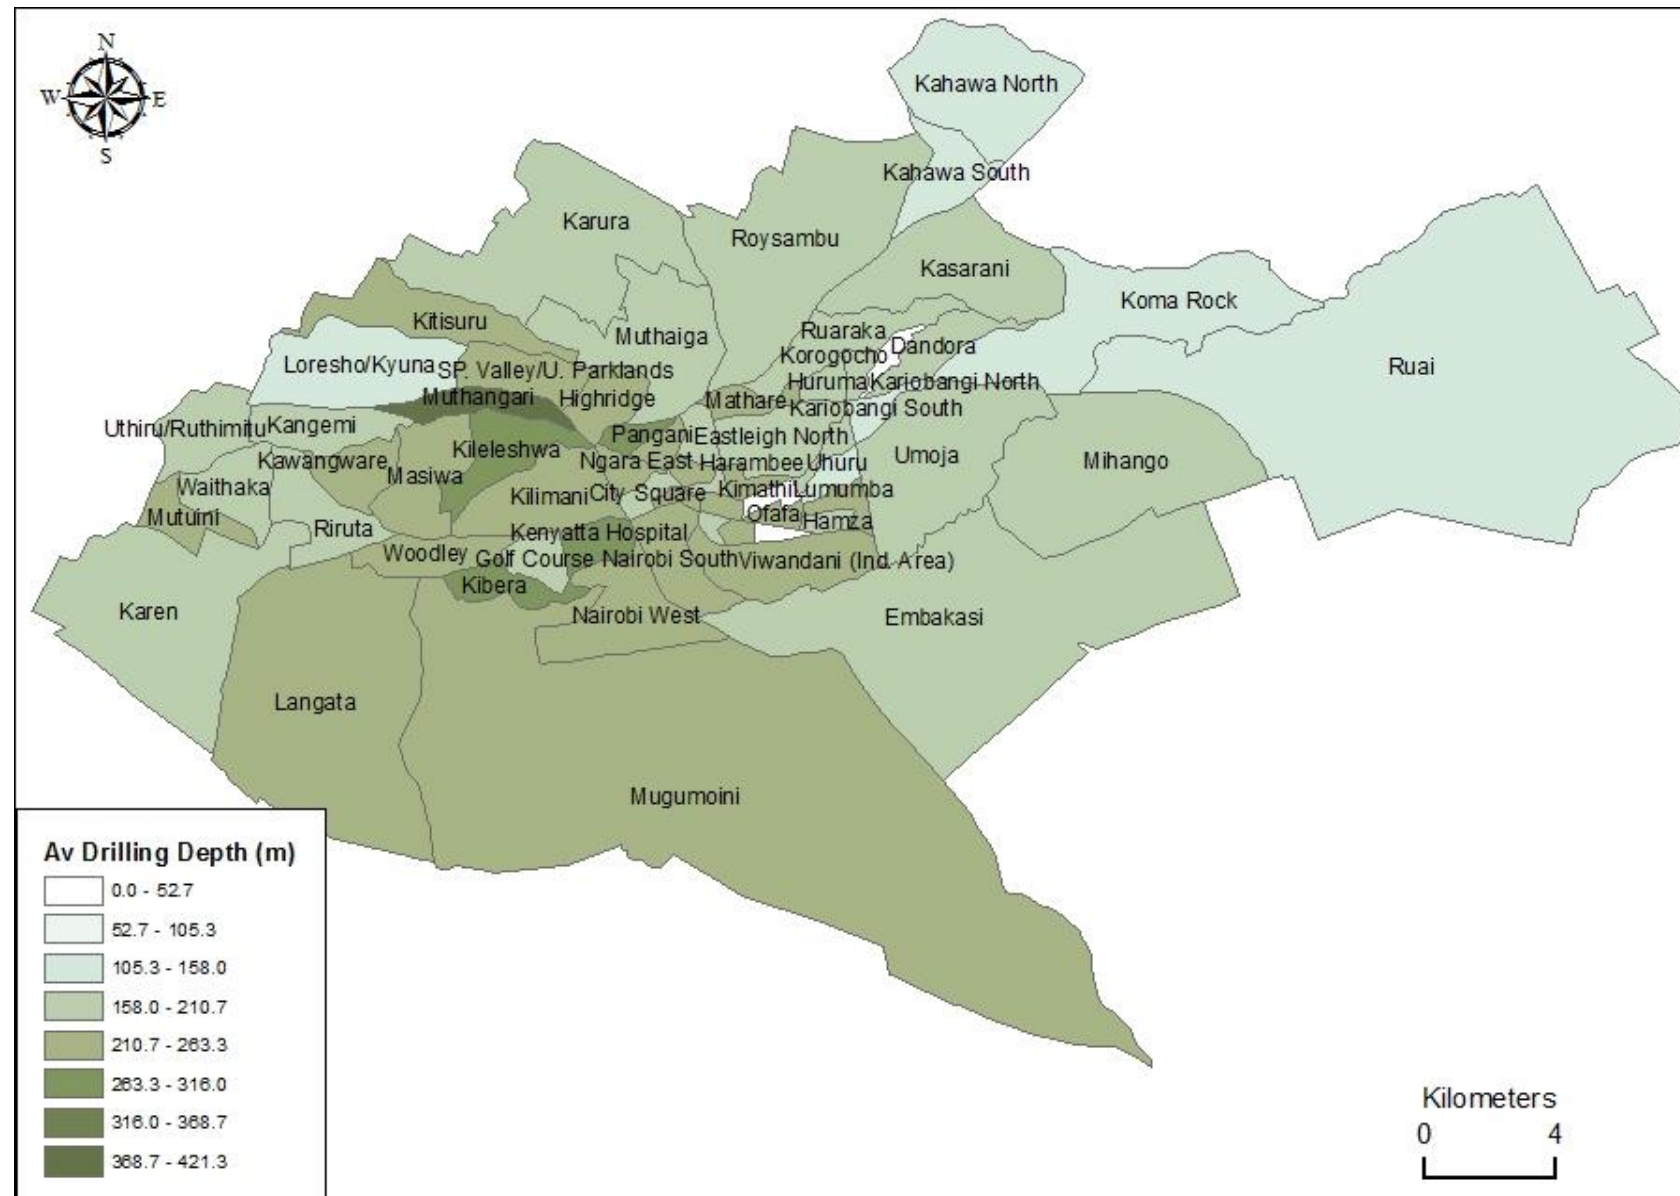 N
W E
S
Kahawa North
Kahawa South
Karura
Roysambu
Kasarani
Koma Rock
Kitisuru
Muthaiga
Ruaraka
Dandora
Korogocho
Loresho/Kyuna
SP. Valley/U. Parklands
Ruai
Huruma
Kariobangi North
Muthangari
Highridge
Mathare
Kariobangi South
Uthiru/Ruthimitu
Kangemi
Pangani
Eastleigh North
Kileleshwa
Umoja
Kawangware
Ngara East
Harambee
Uhuru
Mihango
Masiwa
Waithaka
Kilimani
City Square
Kimathi
Lumumba
Mutuini
Ofafa
Hamza
Riruta
Kenyatta Hospital
Woodley
Golf Course
Nairobi South
Viwandani (Ind. Area)
Kibera
Karen
Nairobi West
Embakasi
Langata
Mugumoini
Av Drilling Depth (m)
0.0 - 52.7
52.7 - 105.3
105.3 - 158.0
158.0 - 210.7
210.7 - 263.3
263.3 - 316.0
316.0 - 368.7
368.7 - 421.3
Kilometers
0 4